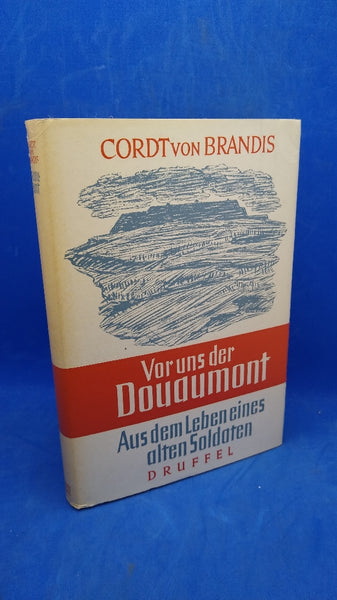 CORDT VON BRANDIS
Vor uns der
Douaumont
Aus dem Leben eines
alten Soldaten
DRUFFEL